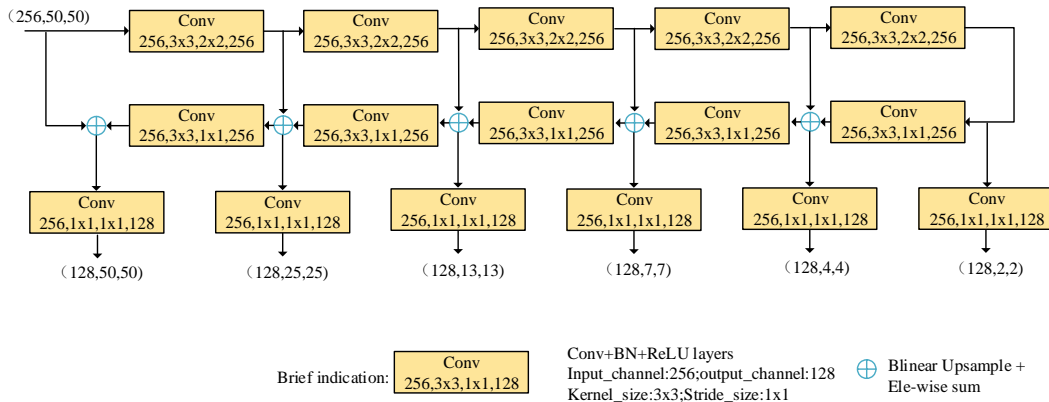 （256,50,50)
Conv
256,3x3,2x2,256
Conv
256,3x3,2x2,256
Conv
256,3x3,2x2,256
Conv
256,3x3,2x2,256
Conv
256,3x3,2x2,256
Conv
256,3x3,1x1,256
Conv
256,3x3,1x1,256
Conv
256,3x3,1x1,256
Conv
256,3x3,1x1,256
Conv
256,3x3,1x1,256
Conv
256,1x1,1x1,128
Conv
256,1x1,1x1,128
Conv
256,1x1,1x1,128
Conv
256,1x1,1x1,128
Conv
256,1x1,1x1,128
Conv
256,1x1,1x1,128
（128,50,50)
（128,25,25)
（128,13,13)
（128,7,7)
（128,4,4)
（128,2,2)
Brief indication:
Conv
256,3x3,1x1,128
Conv+BN+ReLU layers
Input_channel:256;output_channel:128
Kernel_size:3x3;Stride_size:1x1
Blinear Upsample +
Ele-wise sum